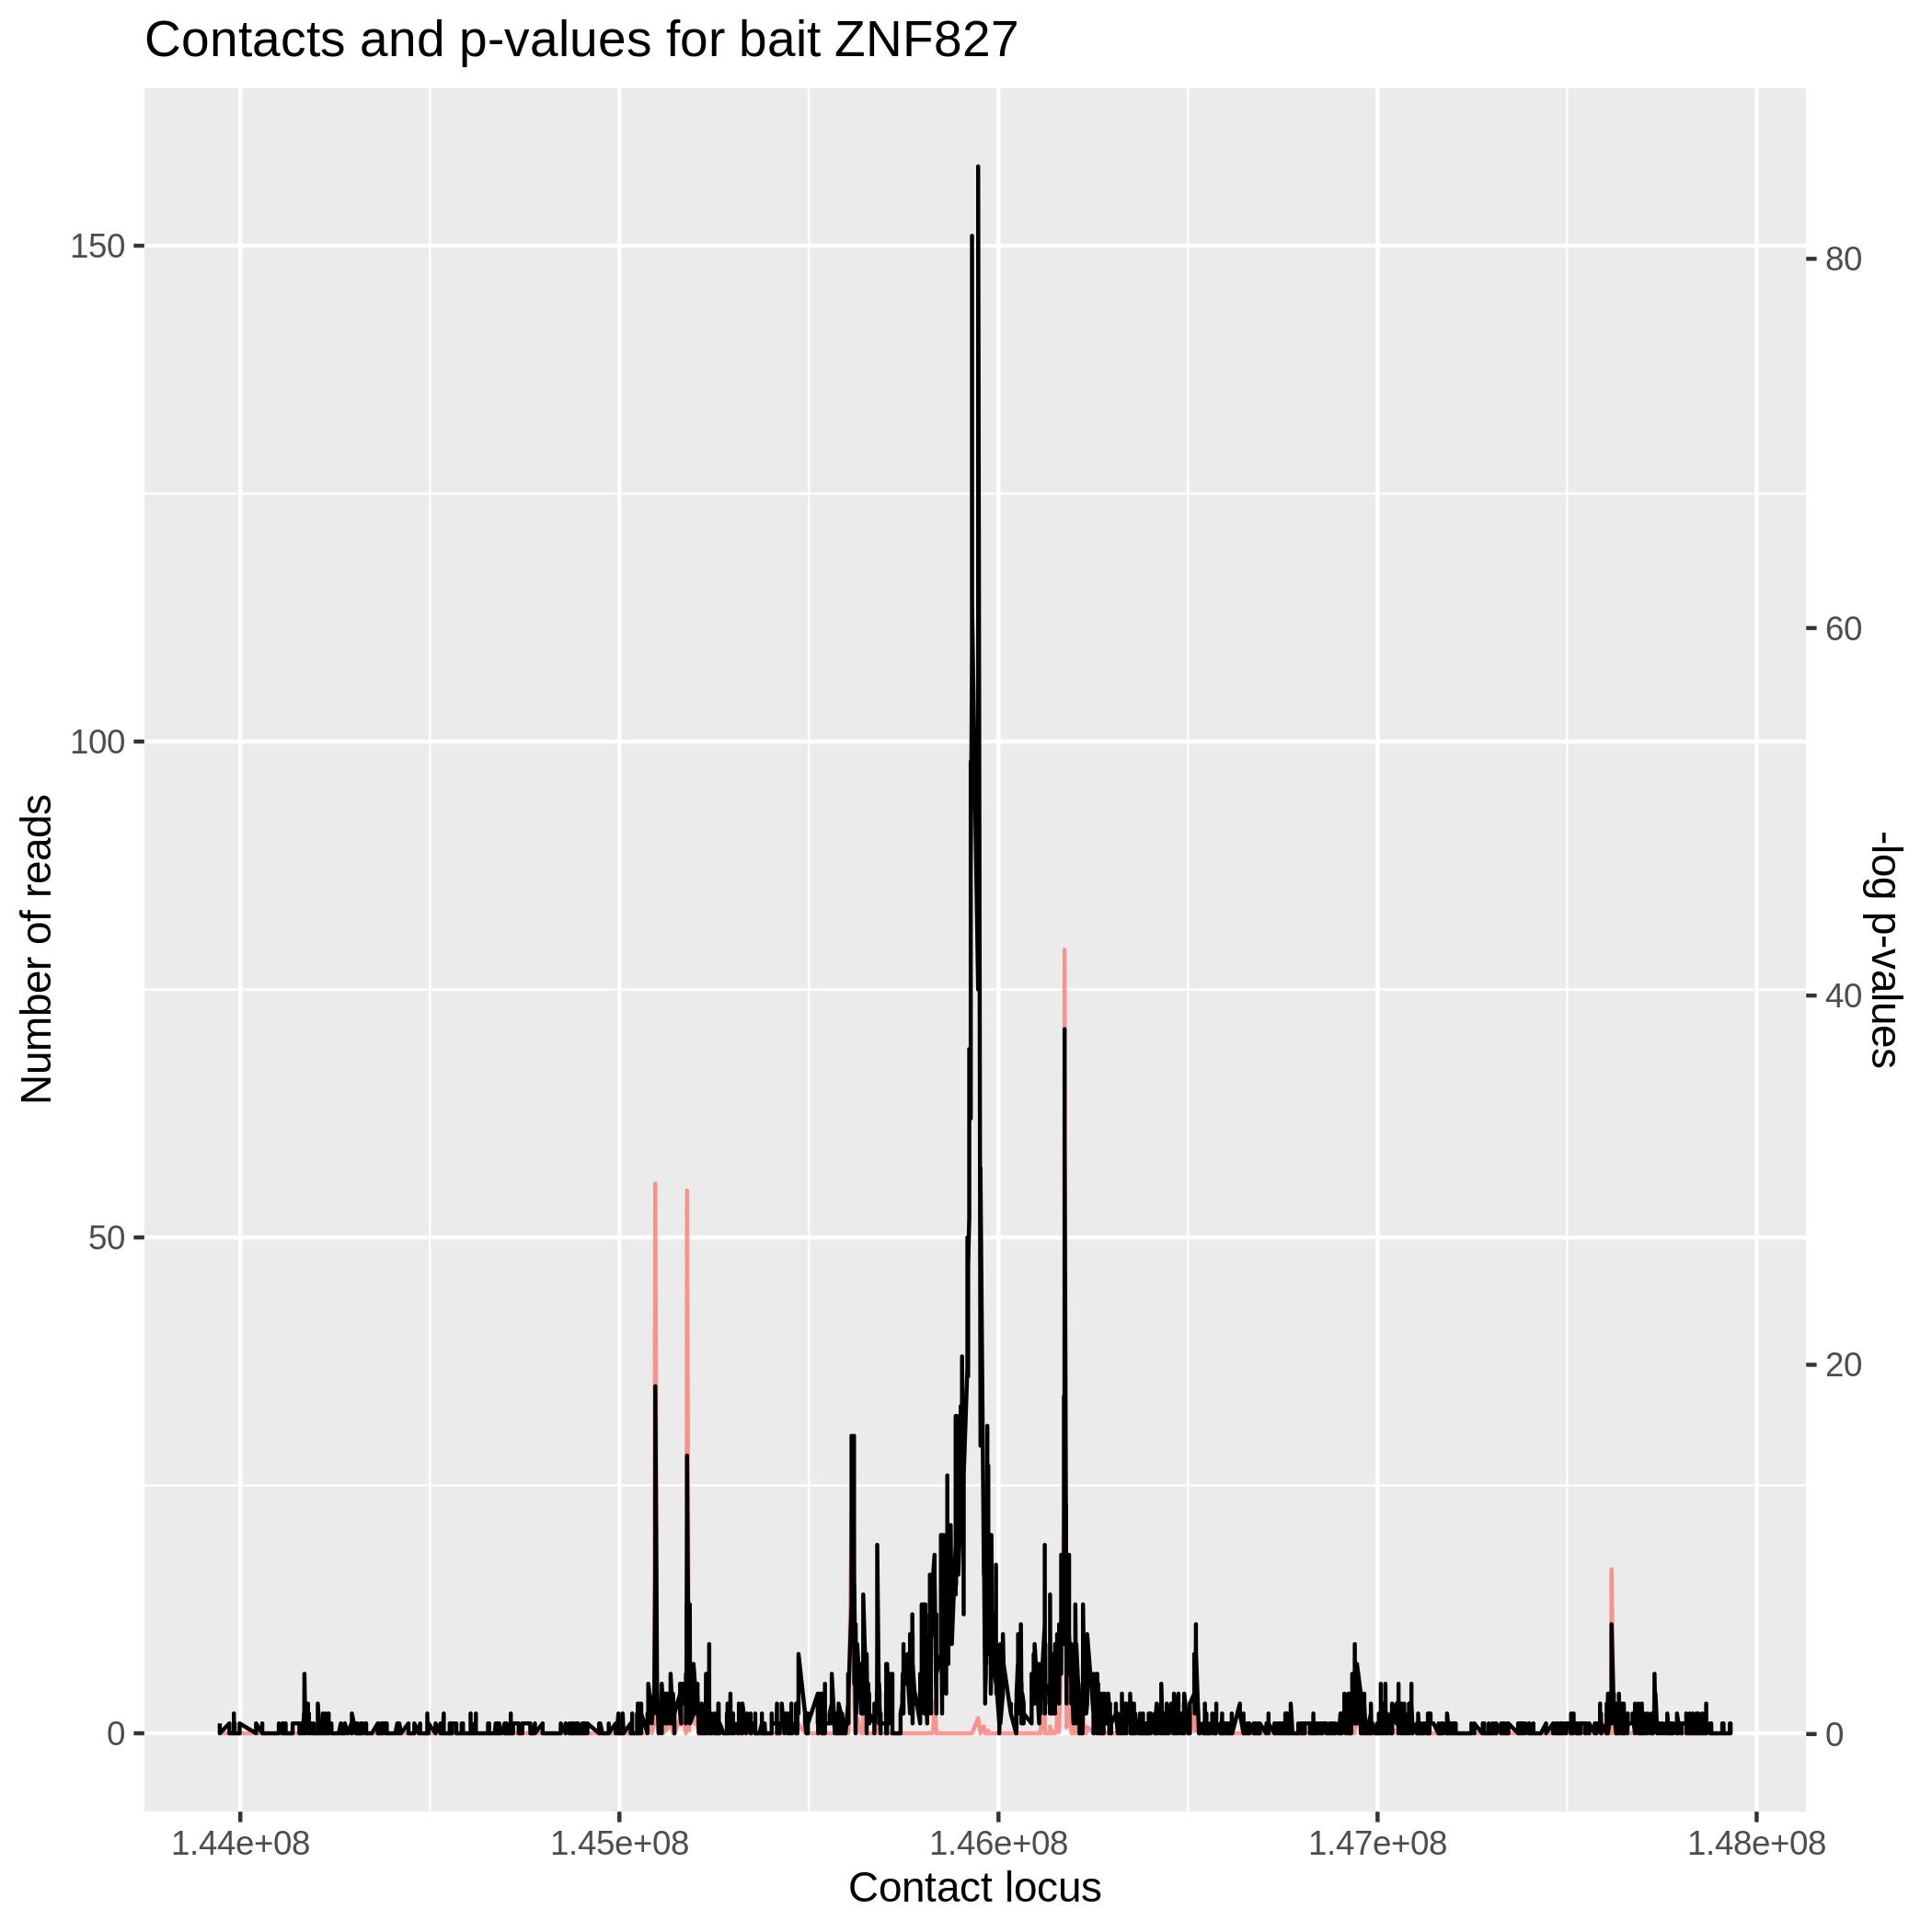 Contacts and p-values for bait ZNF827
150
100
50
0
80
60
40
20
0
Number of reads
-log p-values
1.44e+08
1.45e+08
1.46e+08
1.47e+08
1.48e+08
Contact locus